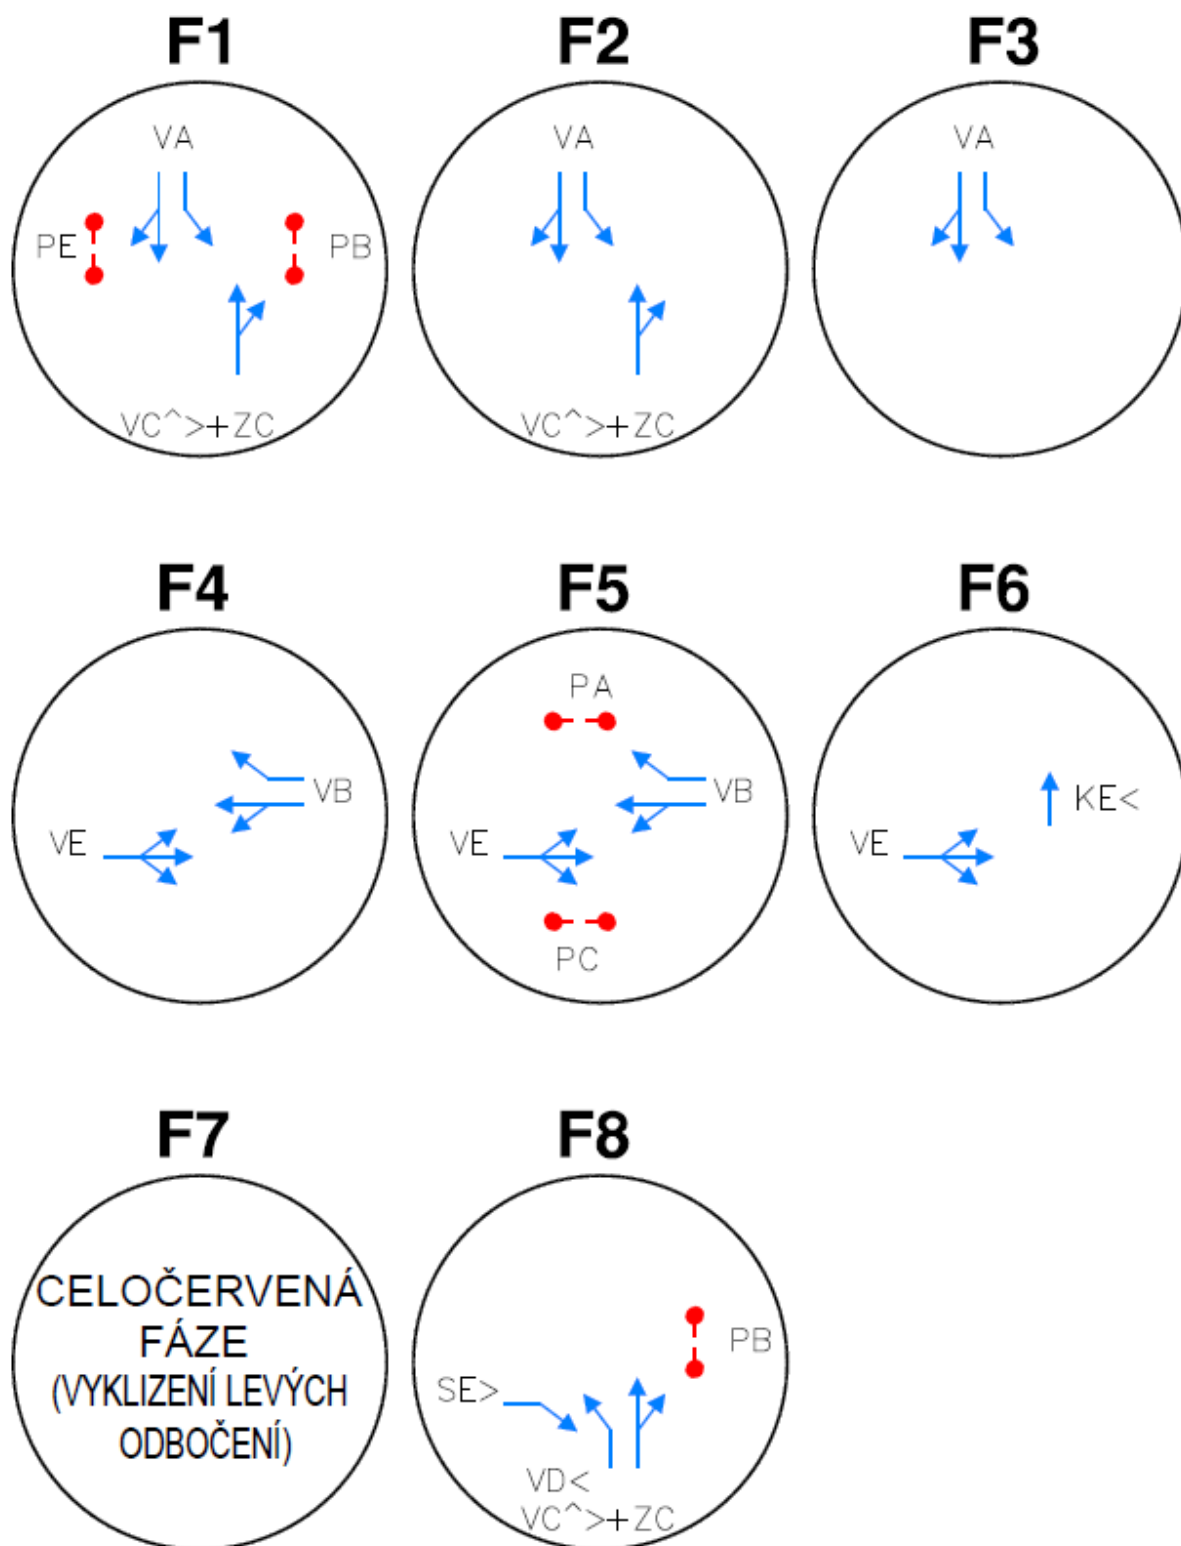 F1
F2
F3
VA
VA
VA
PE
PB
VC^>+ZC
VC^>+ZC
F4
F5
F6
PA
VB
VB
KE<
VE
VE
VE
PC
F7
F8
CELOČERVENÁ
FÁZE
(VYKLIZENÍ LEVÝCH
ODBOČENÍ)
PB
SE>
VD<
VC^>+ZC